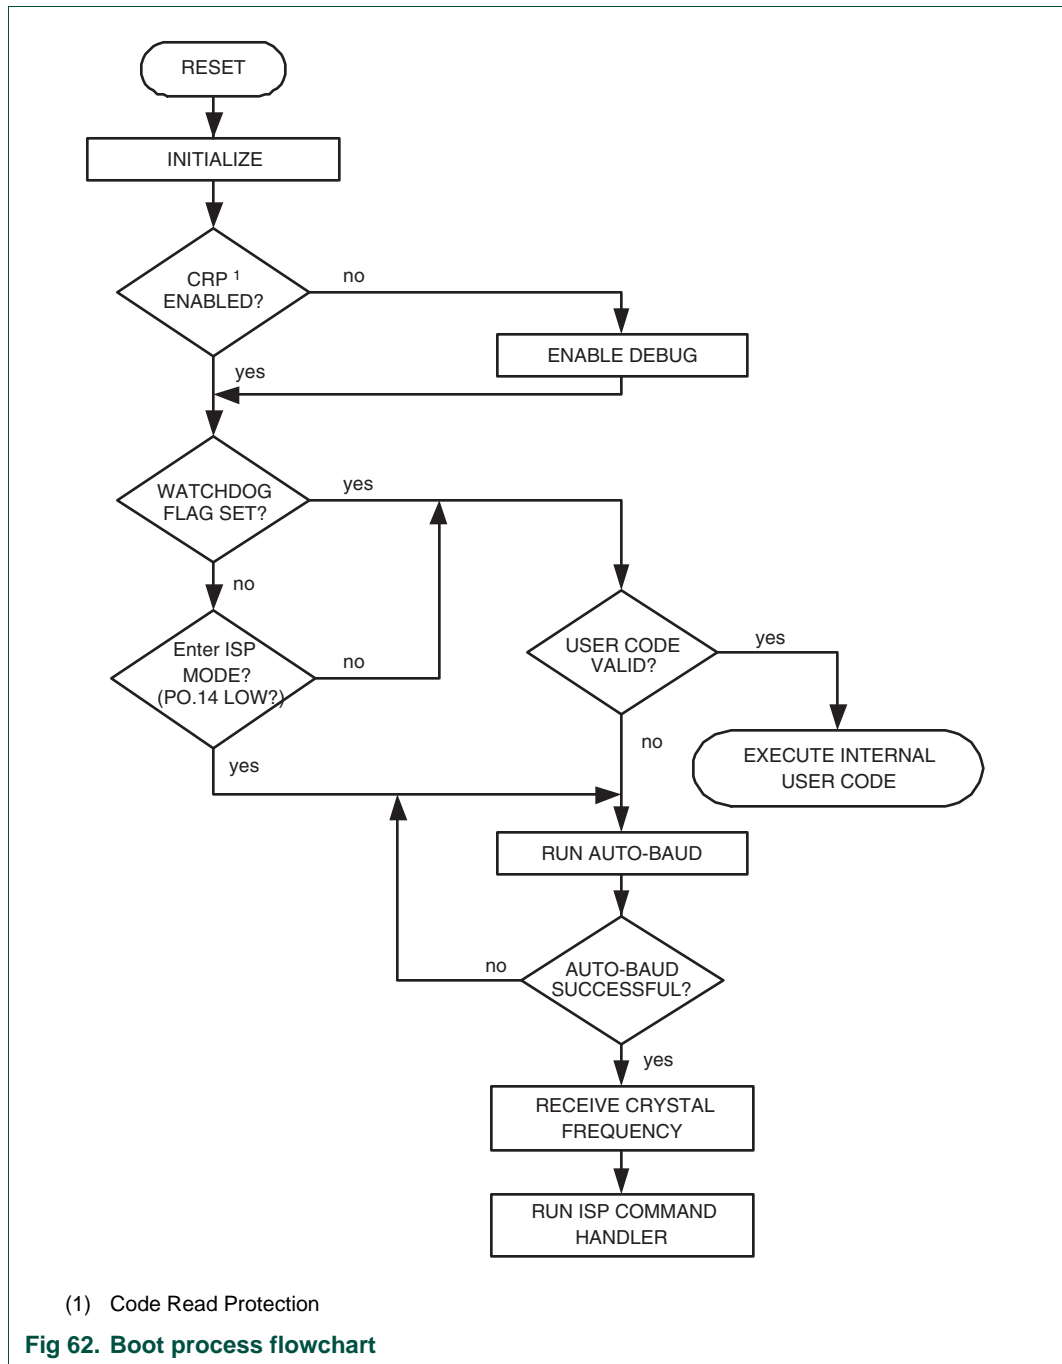 RESET
INITIALIZE
CRP 1
ENABLED?
no
ENABLE DEBUG
yes
WATCHDOG
FLAG SET?
yes
no
Enter ISP
MODE?
(PO.14 LOW?)
no
USER CODE
VALID?
yes
no
yes
EXECUTE INTERNAL
USER CODE
RUN AUTO-BAUD
AUTO-BAUD
SUCCESSFUL?
no
yes
RECEIVE CRYSTAL
FREQUENCY
RUN ISP COMMAND
HANDLER
(1) Code Read Protection
Fig 62. Boot process flowchart